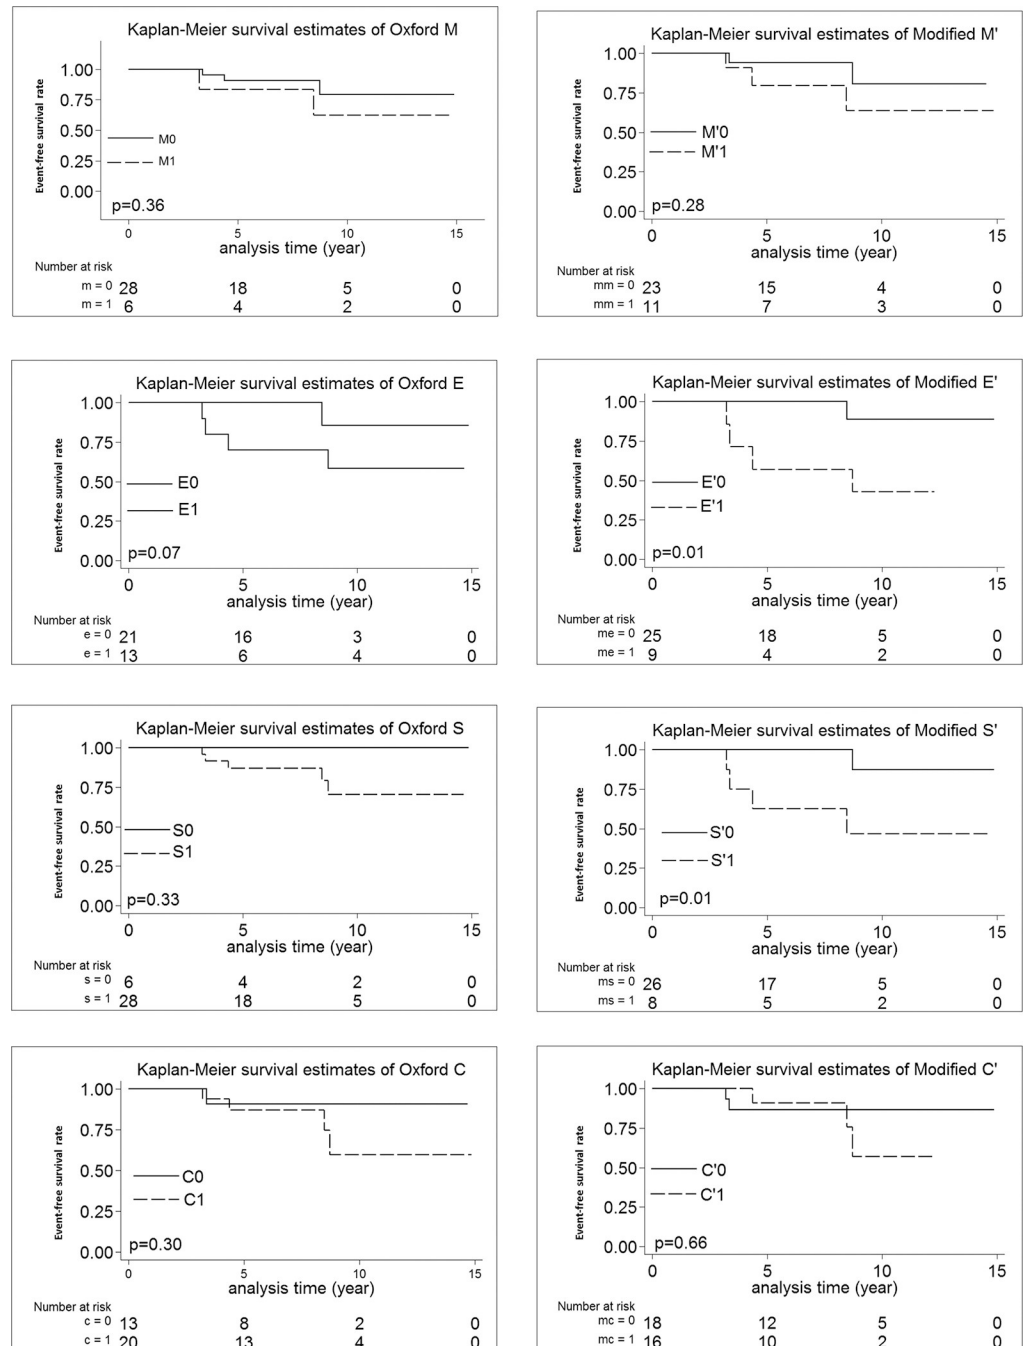 Kaplan-Meier survival estimates of Oxford M
Event-free survival rate
1.00
0.75
0.50
0.25
0.00
M0
M1
p=0.36
0 5 10 15
analysis time (year)
Number at risk
m = 0 28 18 5 0
m = 1 6 4 2 0
Kaplan-Meier survival estimates of Modified M'
Event-free survival rate
1.00
0.75
0.50
0.25
0.00
M'0
M'1
p=0.28
0 5 10 15
analysis time (year)
Number at risk
mm = 0 23 15 4 0
mm = 1 11 7 3 0
Kaplan-Meier survival estimates of Oxford E
Event-free survival rate
1.00
0.75
0.50
0.25
0.00
E0
E1
p=0.07
0 5 10 15
analysis time (year)
Number at risk
e = 0 21 16 3 0
e = 1 13 6 4 0
Kaplan-Meier survival estimates of Modified E'
Event-free survival rate
1.00
0.75
0.50
0.25
0.00
E'0
E'1
p=0.01
0 5 10 15
analysis time (year)
Number at risk
me = 0 25 18 5 0
me = 1 9 4 2 0
Kaplan-Meier survival estimates of Oxford S
Event-free survival rate
1.00
0.75
0.50
0.25
0.00
S0
S1
p=0.33
0 5 10 15
analysis time (year)
Number at risk
s = 0 6 4 2 0
s = 1 28 18 5 0
Kaplan-Meier survival estimates of Modified S'
Event-free survival rate
1.00
0.75
0.50
0.25
0.00
S'0
S'1
p=0.01
0 5 10 15
analysis time (year)
Number at risk
ms = 0 26 17 5 0
ms = 1 8 5 2 0
Kaplan-Meier survival estimates of Oxford C
Event-free survival rate
1.00
0.75
0.50
0.25
0.00
C0
C1
p=0.30
0 5 10 15
analysis time (year)
Number at risk
c = 0 13 8 2 0
c = 1 20 13 4 0
Kaplan-Meier survival estimates of Modified C'
Event-free survival rate
1.00
0.75
0.50
0.25
0.00
C'0
C'1
p=0.66
0 5 10 15
analysis time (year)
Number at risk
mc = 0 18 12 5 0
mc = 1 16 10 2 0